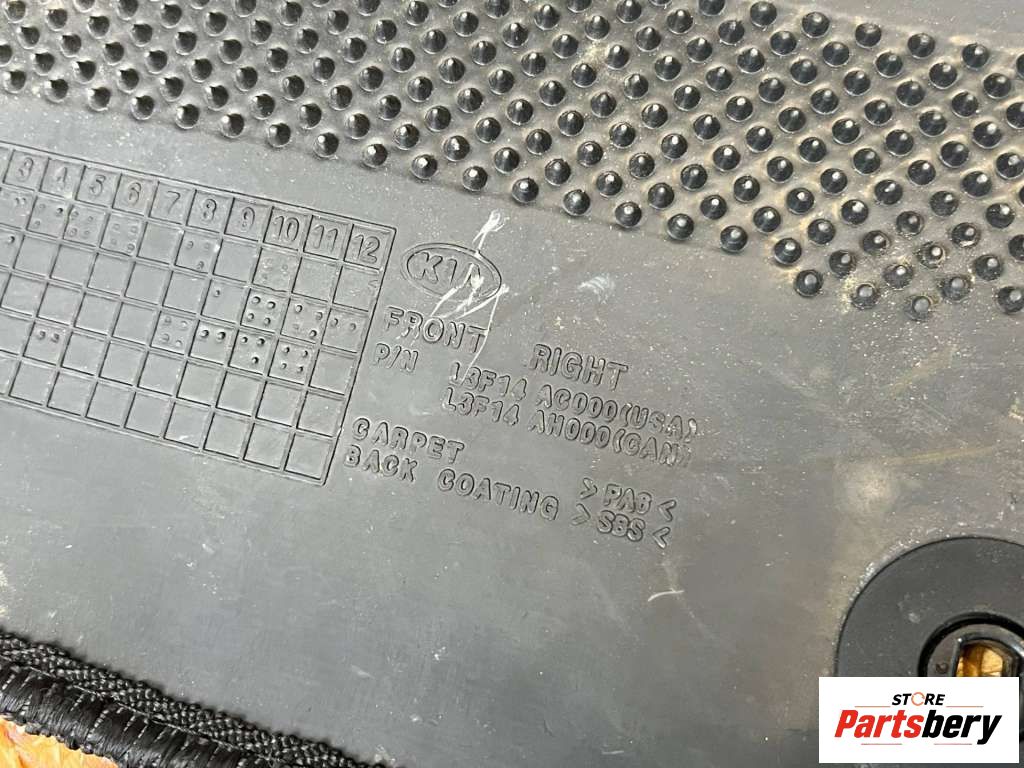 3 4 5 6 7 8 9 10 11 12
KIA
FRONT RIGHT
P/N L3F14 AC000(USA)
L3F14 AH000(CAN)
CARPET >PA6<
BACK COATING >SBS<
STORE
Partsbery